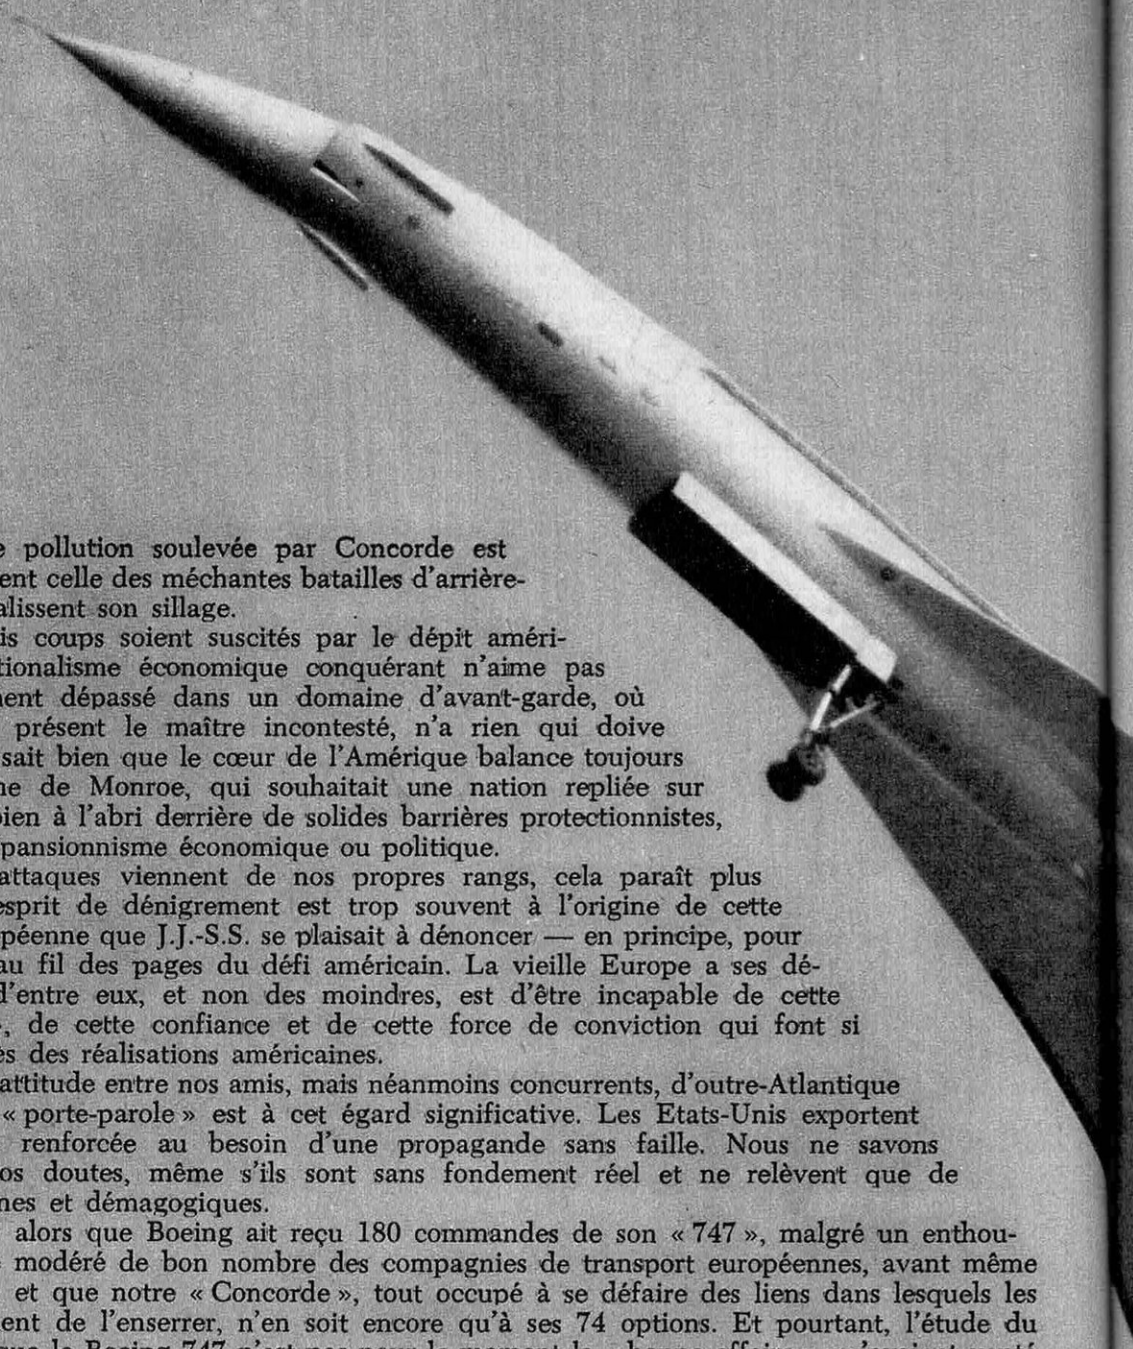 pollution soulevée par Concorde est
ent celle des méchantes batailles d'arrière-
alissent son sillage.
is coups soient suscités par le dépit améri-
tionalisme économique conquérant n'aime pas
ment dépassé dans un domaine d'avant-garde, où
présent le maître incontesté, n'a rien qui doive
sait bien que le cœur de l'Amérique balance toujours
ne de Monroe, qui souhaitait une nation repliée sur
bien à l'abri derrière de solides barrières protectionnistes,
pansionnisme économique ou politique.
attaques viennent de nos propres rangs, cela paraît plus
esprit de dénigrement est trop souvent à l'origine de cette
péenne que J.J.-S.S. se plaisait à dénoncer — en principe, pour
au fil des pages du défi américain. La vieille Europe a ses dé-
d'entre eux, et non des moindres, est d'être incapable de cette
, de cette confiance et de cette force de conviction qui font si
ès des réalisations américaines.
attitude entre nos amis, mais néanmoins concurrents, d'outre-Atlantique
« porte-parole » est à cet égard significative. Les Etats-Unis exportent
renforcée au besoin d'une propagande sans faille. Nous ne savons
os doutes, même s'ils sont sans fondement réel et ne relèvent que de
nes et démagogiques.
alors que Boeing ait reçu 180 commandes de son « 747 », malgré un enthou-
modéré de bon nombre des compagnies de transport européennes, avant même
et que notre « Concorde », tout occupé à se défaire des liens dans lesquels les
ent de l'enserrer, n'en soit encore qu'à ses 74 options. Et pourtant, l'étude du